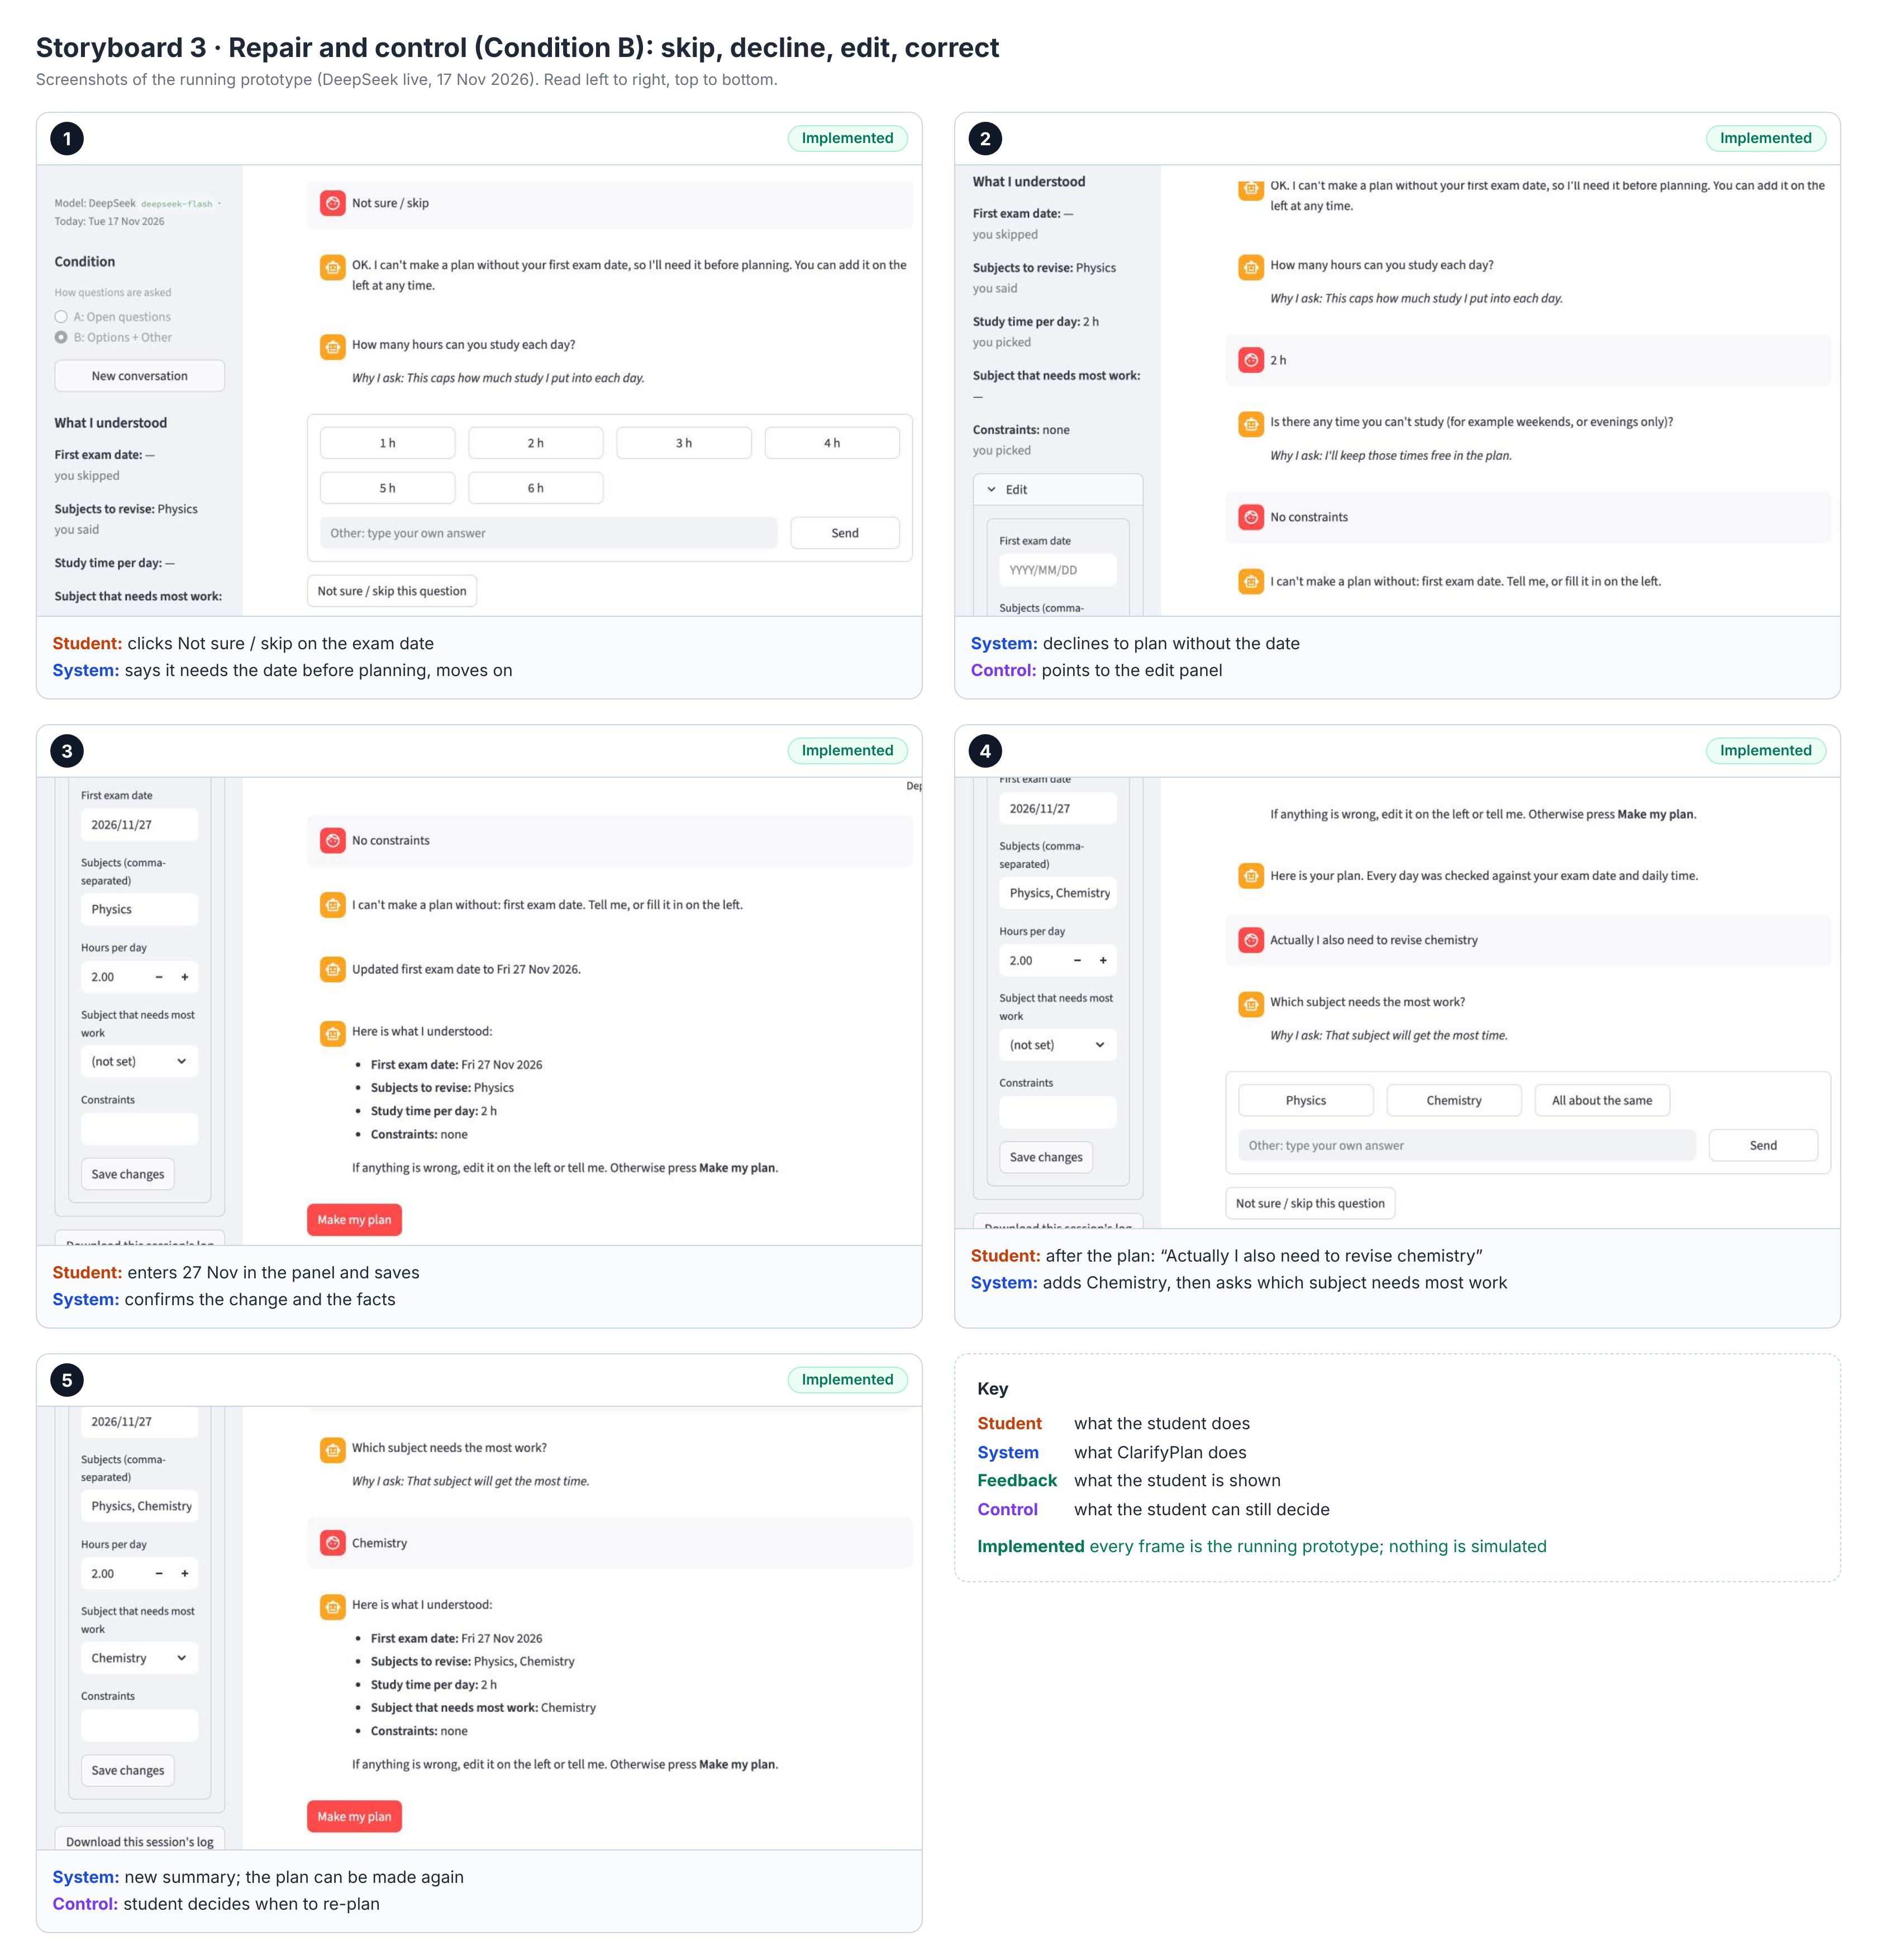 Storyboard 3 · Repair and control (Condition B): skip, decline, edit, correct
Screenshots of the running prototype (DeepSeek live, 17 Nov 2026). Read left to right, top to bottom.
1
Implemented
Model: DeepSeek deepseek-flash ·
Today: Tue 17 Nov 2026
Condition
How questions are asked
A: Open questions
B: Options + Other
New conversation
What I understood
First exam date: —
you skipped
Subjects to revise: Physics
you said
Study time per day: —
Subject that needs most work:
Not sure / skip
OK. I can't make a plan without your first exam date, so I'll need it before planning. You can add it on the
left at any time.
How many hours can you study each day?
Why I ask: This caps how much study I put into each day.
1 h
2 h
3 h
4 h
5 h
6 h
Other: type your own answer
Send
Not sure / skip this question
Student: clicks Not sure / skip on the exam date
System: says it needs the date before planning, moves on
2
Implemented
What I understood
First exam date: —
you skipped
Subjects to revise: Physics
you said
Study time per day: 2 h
you picked
Subject that needs most work:
—
Constraints: none
you picked
Edit
First exam date
YYYY/MM/DD
Subjects (comma-
OK. I can't make a plan without your first exam date, so I'll need it before planning. You can add it on the
left at any time.
How many hours can you study each day?
Why I ask: This caps how much study I put into each day.
2 h
Is there any time you can't study (for example weekends, or evenings only)?
Why I ask: I'll keep those times free in the plan.
No constraints
I can't make a plan without: first exam date. Tell me, or fill it in on the left.
System: declines to plan without the date
Control: points to the edit panel
3
Implemented
First exam date
2026/11/27
Subjects (comma-
separated)
Physics
Hours per day
2.00 − +
Subject that needs most
work
(not set)
Constraints
Save changes
Download this session's log
Dep
No constraints
I can't make a plan without: first exam date. Tell me, or fill it in on the left.
Updated first exam date to Fri 27 Nov 2026.
Here is what I understood:
• First exam date: Fri 27 Nov 2026
• Subjects to revise: Physics
• Study time per day: 2 h
• Constraints: none
If anything is wrong, edit it on the left or tell me. Otherwise press Make my plan.
Make my plan
Student: enters 27 Nov in the panel and saves
System: confirms the change and the facts
4
Implemented
First exam date
2026/11/27
Subjects (comma-
separated)
Physics, Chemistry
Hours per day
2.00 − +
Subject that needs most
work
(not set)
Constraints
Save changes
Download this session's log
If anything is wrong, edit it on the left or tell me. Otherwise press Make my plan.
Here is your plan. Every day was checked against your exam date and daily time.
Actually I also need to revise chemistry
Which subject needs the most work?
Why I ask: That subject will get the most time.
Physics
Chemistry
All about the same
Other: type your own answer
Send
Not sure / skip this question
Student: after the plan: “Actually I also need to revise chemistry”
System: adds Chemistry, then asks which subject needs most work
5
Implemented
2026/11/27
Subjects (comma-
separated)
Physics, Chemistry
Hours per day
2.00 − +
Subject that needs most
work
Chemistry
Constraints
Save changes
Download this session's log
Which subject needs the most work?
Why I ask: That subject will get the most time.
Chemistry
Here is what I understood:
• First exam date: Fri 27 Nov 2026
• Subjects to revise: Physics, Chemistry
• Study time per day: 2 h
• Subject that needs most work: Chemistry
• Constraints: none
If anything is wrong, edit it on the left or tell me. Otherwise press Make my plan.
Make my plan
System: new summary; the plan can be made again
Control: student decides when to re-plan
Key
Student what the student does
System what ClarifyPlan does
Feedback what the student is shown
Control what the student can still decide
Implemented every frame is the running prototype; nothing is simulated